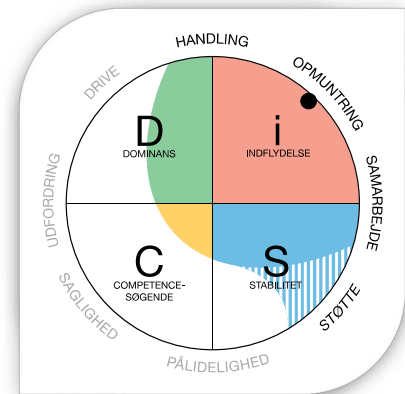 HANDLING
DRIVE
OPMUNTRING
D
DOMINANS
i
INDFLYDELSE
UDFORDRING
SAMARBEJDE
C
COMPETENCE-
SØGENDE
S
STABILITET
SAGLIGHED
STØTTE
PÅLIDELIGHED